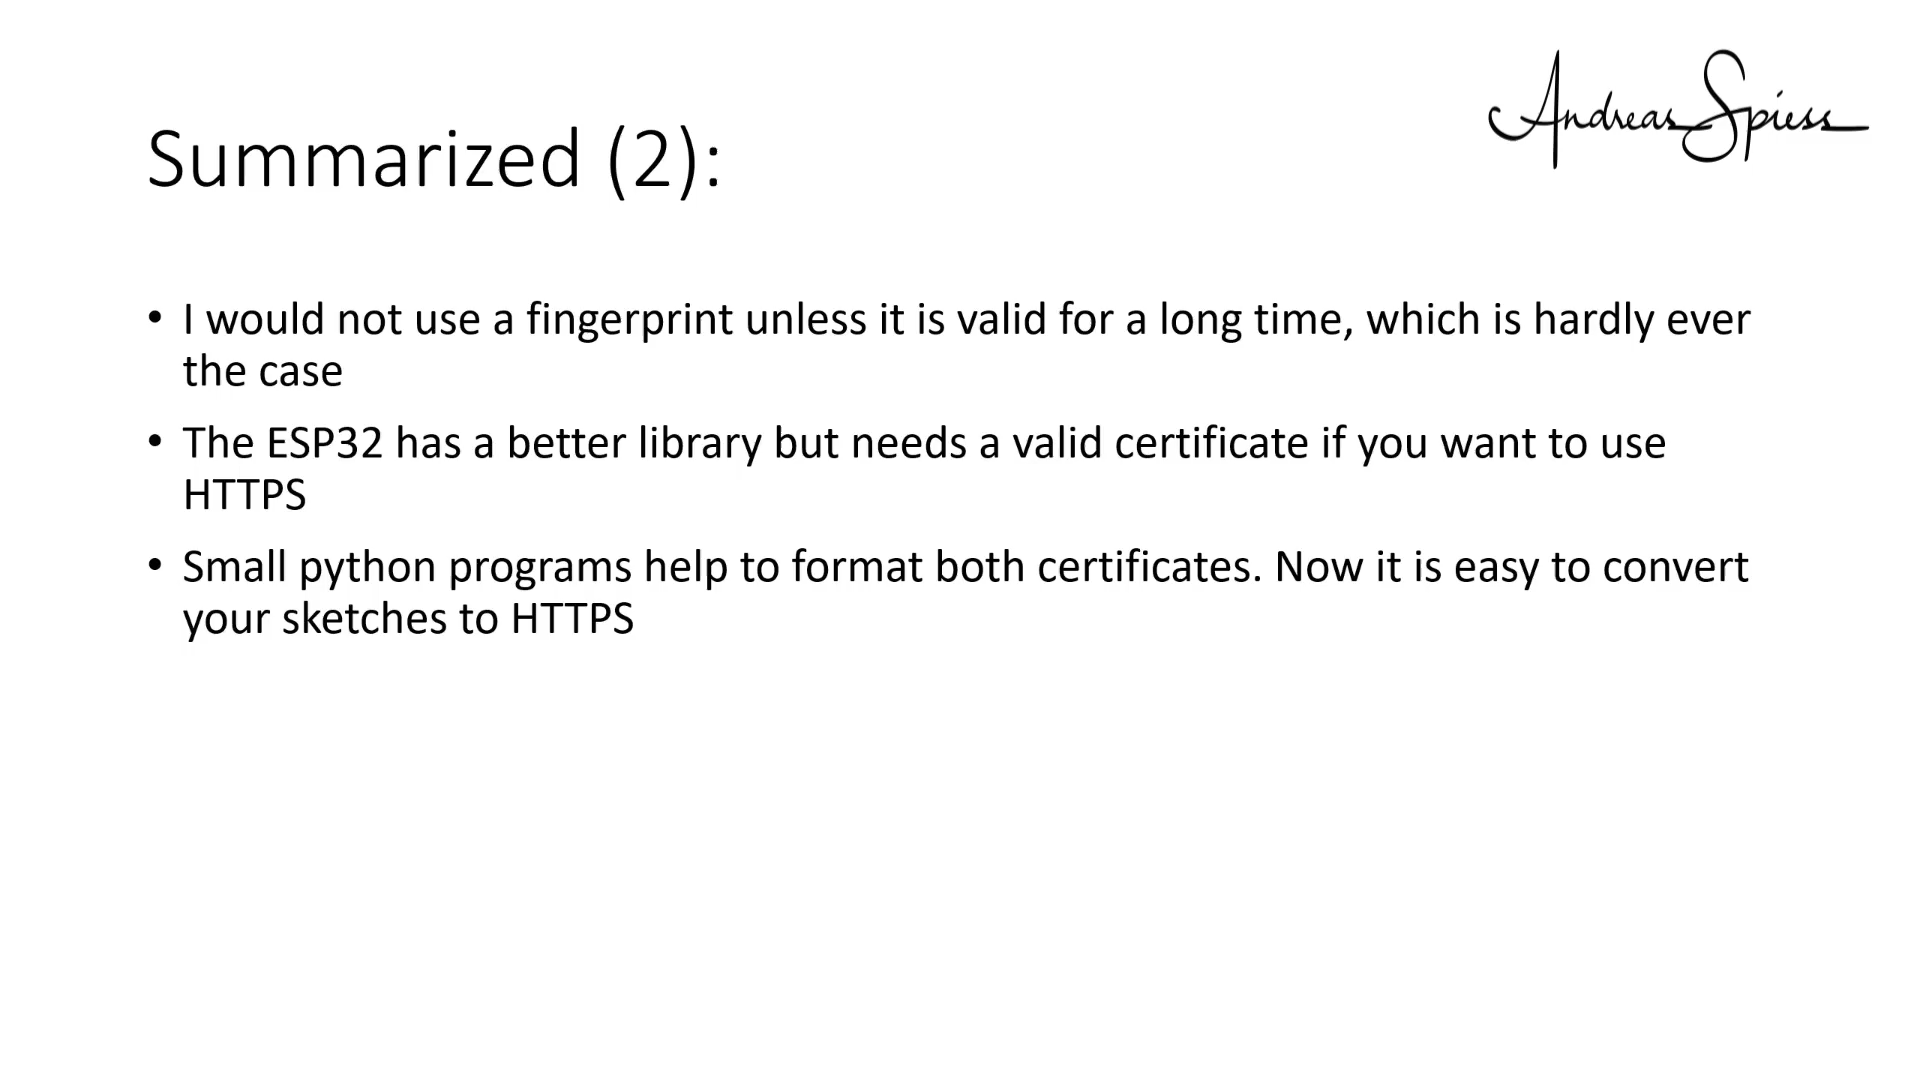 Andreas Spiess
Summarized (2):
• I would not use a fingerprint unless it is valid for a long time, which is hardly ever
the case
• The ESP32 has a better library but needs a valid certificate if you want to use
HTTPS
• Small python programs help to format both certificates. Now it is easy to convert
your sketches to HTTPS